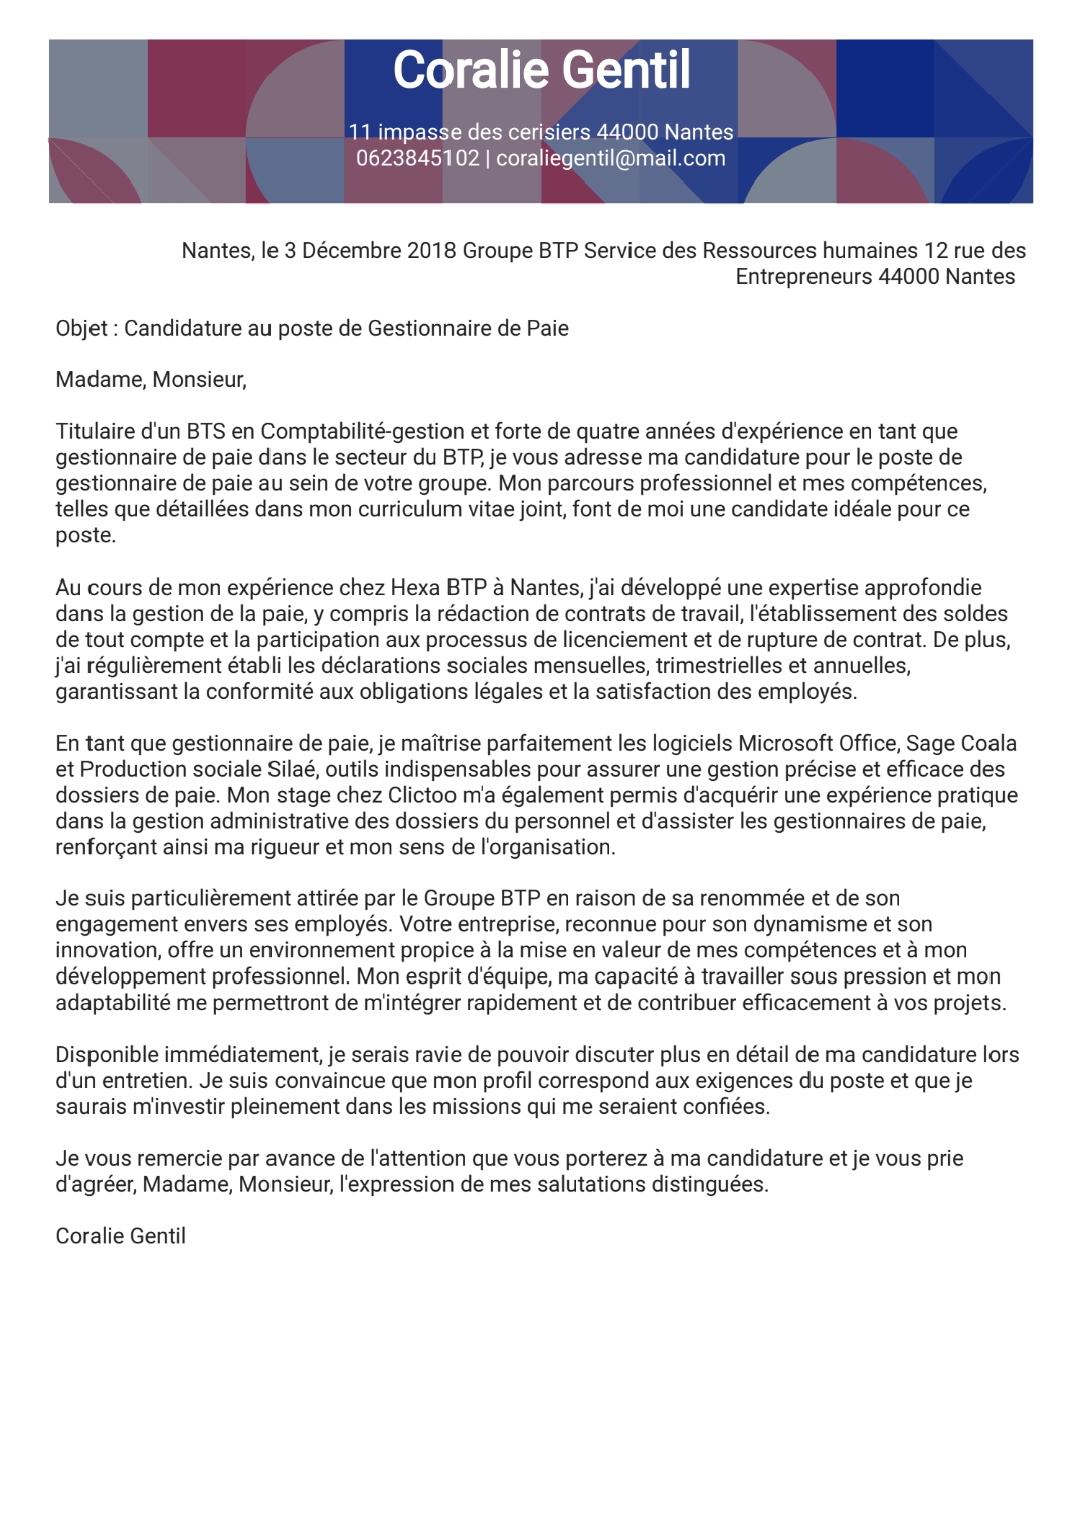 Coralie Gentil
11 impasse des cerisiers 44000 Nantes
0623845102 | coraliegentil@mail.com
Nantes, le 3 Décembre 2018 Groupe BTP Service des Ressources humaines 12 rue des
Entrepreneurs 44000 Nantes
Objet : Candidature au poste de Gestionnaire de Paie
Madame, Monsieur,
Titulaire d'un BTS en Comptabilité-gestion et forte de quatre années d'expérience en tant que
gestionnaire de paie dans le secteur du BTP, je vous adresse ma candidature pour le poste de
gestionnaire de paie au sein de votre groupe. Mon parcours professionnel et mes compétences,
telles que détaillées dans mon curriculum vitae joint, font de moi une candidate idéale pour ce
poste.
Au cours de mon expérience chez Hexa BTP à Nantes, j'ai développé une expertise approfondie
dans la gestion de la paie, y compris la rédaction de contrats de travail, l'établissement des soldes
de tout compte et la participation aux processus de licenciement et de rupture de contrat. De plus,
j'ai régulièrement établi les déclarations sociales mensuelles, trimestrielles et annuelles,
garantissant la conformité aux obligations légales et la satisfaction des employés.
En tant que gestionnaire de paie, je maîtrise parfaitement les logiciels Microsoft Office, Sage Coala
et Production sociale Silaé, outils indispensables pour assurer une gestion précise et efficace des
dossiers de paie. Mon stage chez Clictoo m'a également permis d'acquérir une expérience pratique
dans la gestion administrative des dossiers du personnel et d'assister les gestionnaires de paie,
renforçant ainsi ma rigueur et mon sens de l'organisation.
Je suis particulièrement attirée par le Groupe BTP en raison de sa renommée et de son
engagement envers ses employés. Votre entreprise, reconnue pour son dynamisme et son
innovation, offre un environnement propice à la mise en valeur de mes compétences et à mon
développement professionnel. Mon esprit d'équipe, ma capacité à travailler sous pression et mon
adaptabilité me permettront de m'intégrer rapidement et de contribuer efficacement à vos projets.
Disponible immédiatement, je serais ravie de pouvoir discuter plus en détail de ma candidature lors
d'un entretien. Je suis convaincue que mon profil correspond aux exigences du poste et que je
saurais m'investir pleinement dans les missions qui me seraient confiées.
Je vous remercie par avance de l'attention que vous porterez à ma candidature et je vous prie
d'agréer, Madame, Monsieur, l'expression de mes salutations distinguées.
Coralie Gentil